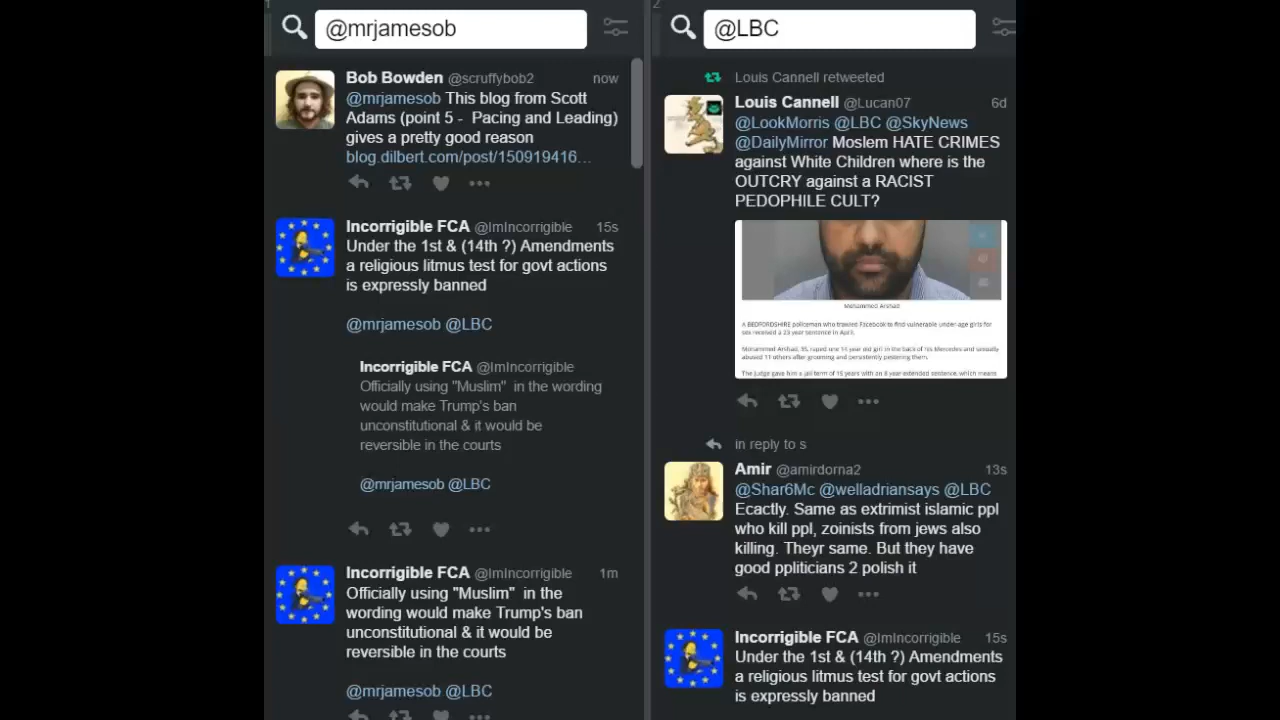 1
@mrjamesob
Bob Bowden @scruffybob2 now
@mrjamesob This blog from Scott
Adams (point 5 - Pacing and Leading)
gives a pretty good reason
blog.dilbert.com/post/150919416…
Incorrigible FCA @ImIncorrigible 15s
Under the 1st & (14th ?) Amendments
a religious litmus test for govt actions
is expressly banned
@mrjamesob @LBC
Incorrigible FCA @ImIncorrigible
Officially using "Muslim" in the wording
would make Trump's ban
unconstitutional & it would be
reversible in the courts
@mrjamesob @LBC
Incorrigible FCA @ImIncorrigible 1m
Officially using "Muslim" in the
wording would make Trump's ban
unconstitutional & it would be
reversible in the courts
@mrjamesob @LBC
2
@LBC
Louis Cannell retweeted
Louis Cannell @Lucan07 6d
@LookMorris @LBC @SkyNews
@DailyMirror Moslem HATE CRIMES
against White Children where is the
OUTCRY against a RACIST
PEDOPHILE CULT?
Mohammed Arshad
A BEDFORDSHIRE policeman who trawled Facebook to find vulnerable under-age girls for
sex received a 23 year sentence in April.
Mohammed Arshad, 35, raped one 14 year old girl in the back of his Mercedes and sexually
abused 11 others after grooming and persistently pestering them.
The Judge gave him a jail term of 15 years with an 8 year extended sentence, which means
in reply to s
Amir @amirdorna2 13s
@Shar6Mc @welladriansays @LBC
Ecactly. Same as extrimist islamic ppl
who kill ppl, zoinists from jews also
killing. Theyr same. But they have
good ppliticians 2 polish it
Incorrigible FCA @ImIncorrigible 15s
Under the 1st & (14th ?) Amendments
a religious litmus test for govt actions
is expressly banned